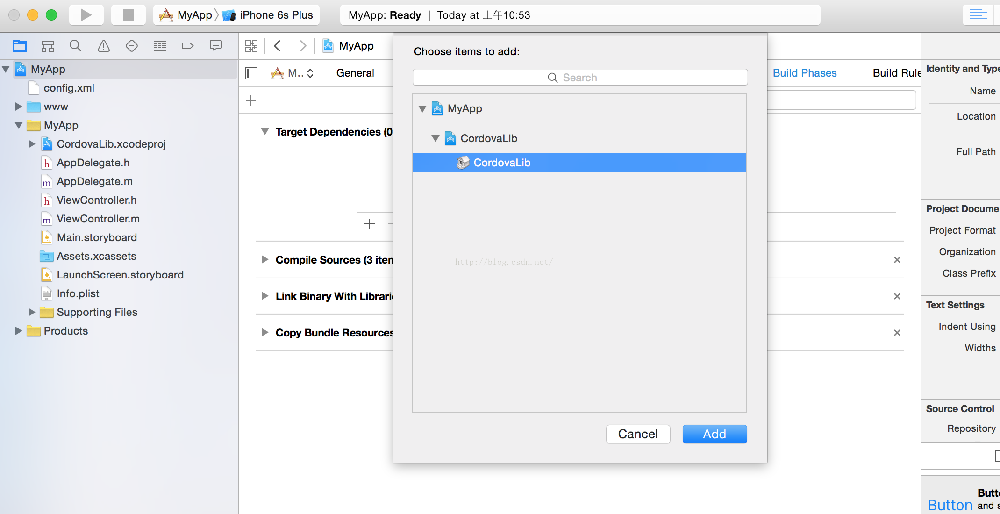 MyApp
iPhone 6s Plus
MyApp: Ready | Today at 上午10:53
MyApp
config.xml
www
MyApp
CordovaLib.xcodeproj
h AppDelegate.h
m AppDelegate.m
h ViewController.h
m ViewController.m
Main.storyboard
Assets.xcassets
LaunchScreen.storyboard
PLIST Info.plist
Supporting Files
Products
MyApp
M..
General
Build Phases
Build Rule
Target Dependencies (0
Compile Sources (3 item
Link Binary With Librari
Copy Bundle Resources
Choose items to add:
Search
MyApp
CordovaLib
CordovaLib
http://blog.csdn.net/
Cancel
Add
Identity and Type
Name
Location
Full Path
Project Docume
Project Format
Organization
Class Prefix
Text Settings
Indent Using
Widths
Source Control
Repository
Button
Butt
and s